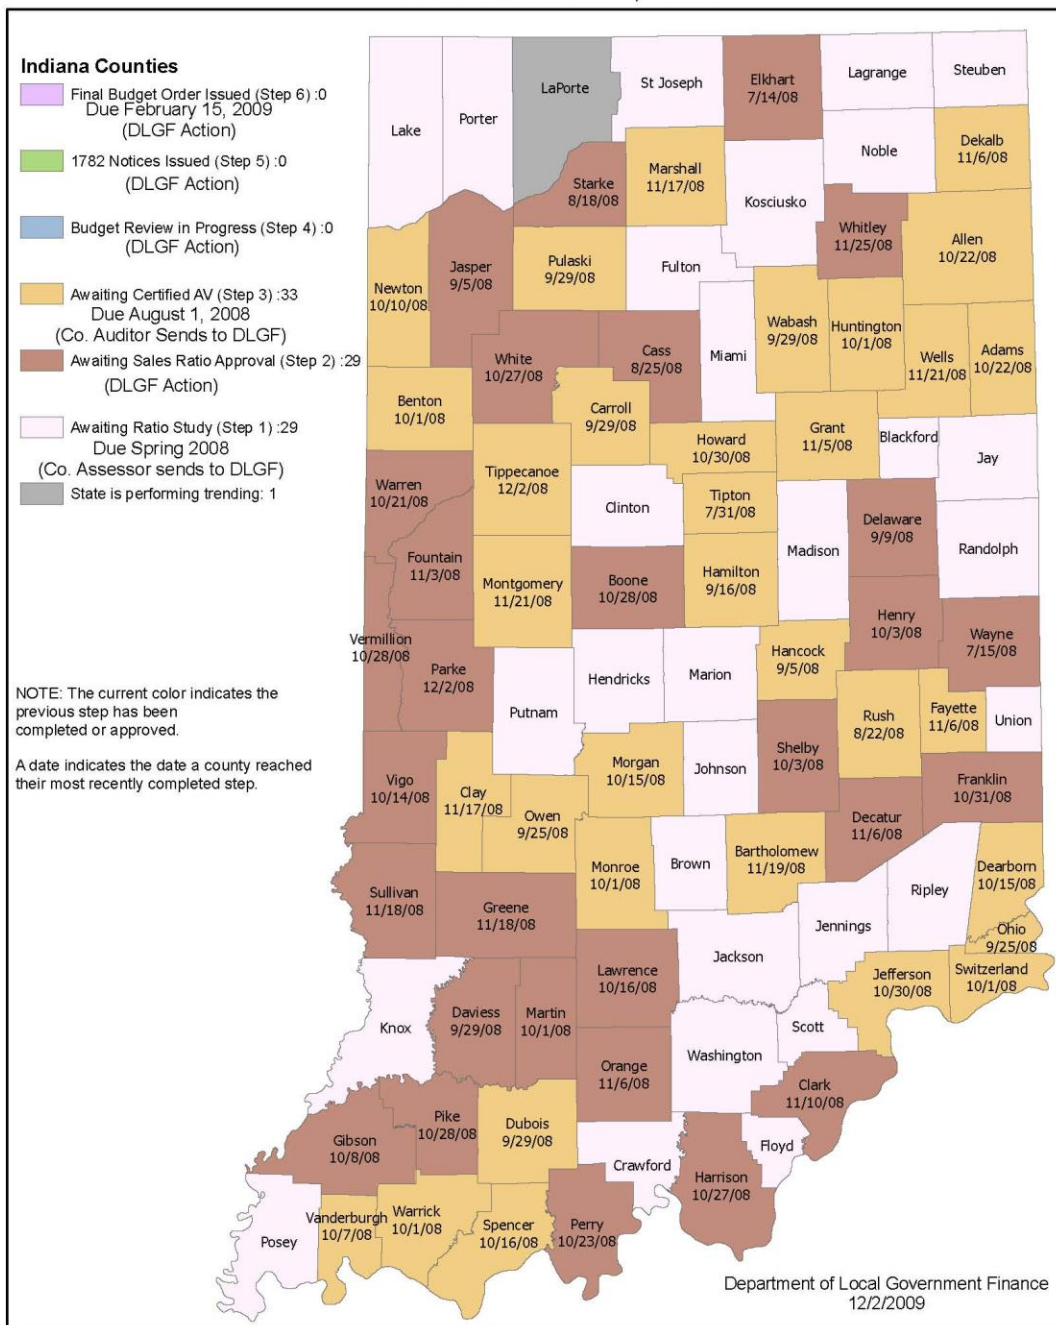 Indiana Counties
Final Budget Order Issued (Step 6) :0
Due February 15, 2009
(DLGF Action)
1782 Notices Issued (Step 5) :0
(DLGF Action)
Budget Review in Progress (Step 4) :0
(DLGF Action)
Awaiting Certified AV (Step 3) :33
Due August 1, 2008
(Co. Auditor Sends to DLGF)
Awaiting Sales Ratio Approval (Step 2) :29
(DLGF Action)
Awaiting Ratio Study (Step 1) :29
Due Spring 2008
(Co. Assessor sends to DLGF)
State is performing trending: 1
NOTE: The current color indicates the
previous step has been
completed or approved.
A date indicates the date a county reached
their most recently completed step.
Lake
Porter
LaPorte
St Joseph
Elkhart
7/14/08
Lagrange
Steuben
Noble
Dekalb
11/6/08
Starke
8/18/08
Marshall
11/17/08
Kosciusko
Whitley
11/25/08
Allen
10/22/08
Newton
10/10/08
Jasper
9/5/08
Pulaski
9/29/08
Fulton
Miami
Wabash
9/29/08
Huntington
10/1/08
Wells
11/21/08
Adams
10/22/08
White
10/27/08
Cass
8/25/08
Benton
10/1/08
Carroll
9/29/08
Howard
10/30/08
Grant
11/5/08
Blackford
Jay
Warren
10/21/08
Tippecanoe
12/2/08
Clinton
Tipton
7/31/08
Madison
Delaware
9/9/08
Randolph
Fountain
11/3/08
Montgomery
11/21/08
Boone
10/28/08
Hamilton
9/16/08
Henry
10/3/08
Wayne
7/15/08
Vermillion
10/28/08
Parke
12/2/08
Putnam
Hendricks
Marion
Hancock
9/5/08
Rush
8/22/08
Fayette
11/6/08
Union
Vigo
10/14/08
Clay
11/17/08
Owen
9/25/08
Morgan
10/15/08
Johnson
Shelby
10/3/08
Franklin
10/31/08
Decatur
11/6/08
Sullivan
11/18/08
Greene
11/18/08
Monroe
10/1/08
Brown
Bartholomew
11/19/08
Ripley
Dearborn
10/15/08
Ohio
9/25/08
Jennings
Jackson
Jefferson
10/30/08
Switzerland
10/1/08
Lawrence
10/16/08
Knox
Daviess
9/29/08
Martin
10/1/08
Orange
11/6/08
Washington
Scott
Clark
11/10/08
Gibson
10/8/08
Pike
10/28/08
Dubois
9/29/08
Crawford
Harrison
10/27/08
Floyd
Posey
Vanderburgh
10/7/08
Warrick
10/1/08
Spencer
10/16/08
Perry
10/23/08
Department of Local Government Finance
12/2/2009